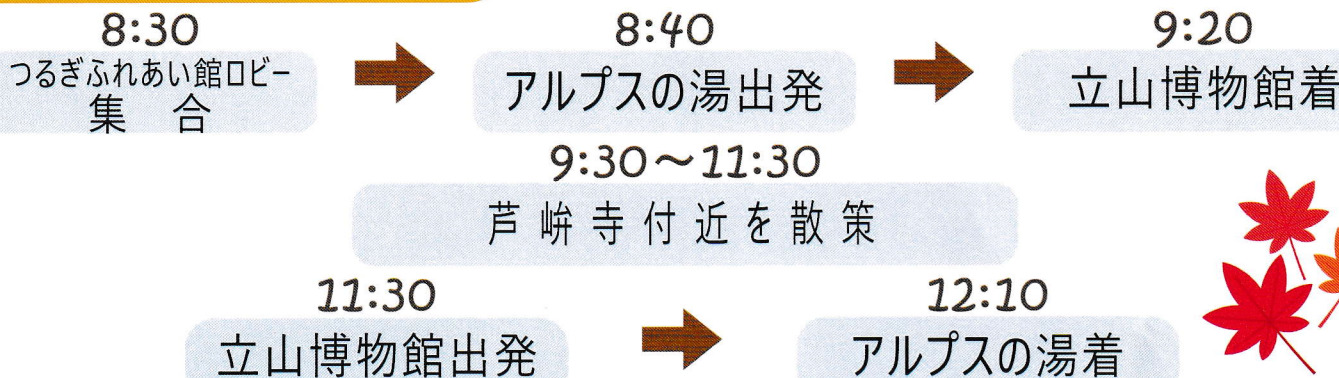 8:30
つるぎふれあい館ロビー
集　合
8:40
アルプスの湯出発
9:20
立山博物館着
9:30～11:30
芦峅寺付近を散策
11:30
立山博物館出発
12:10
アルプスの湯着